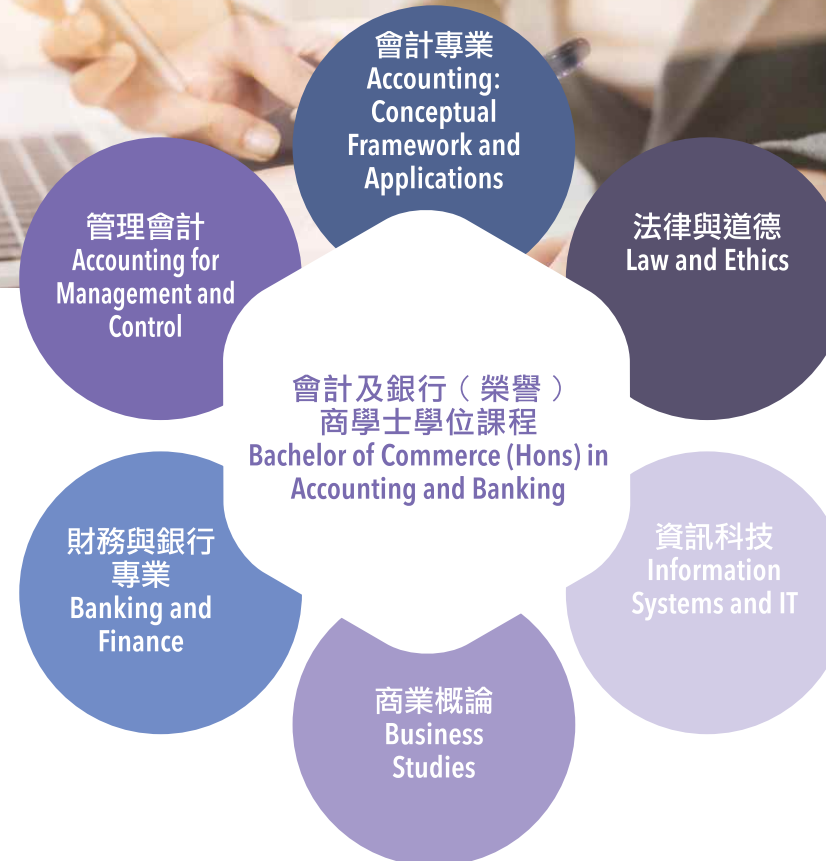 會計專業
Accounting:
Conceptual
Framework and
Applications
管理會計
Accounting for
Management and
Control
法律與道德
Law and Ethics
會計及銀行（榮譽）
商學士學位課程
Bachelor of Commerce (Hons) in
Accounting and Banking
財務與銀行
專業
Banking and
Finance
資訊科技
Information
Systems and IT
商業概論
Business
Studies